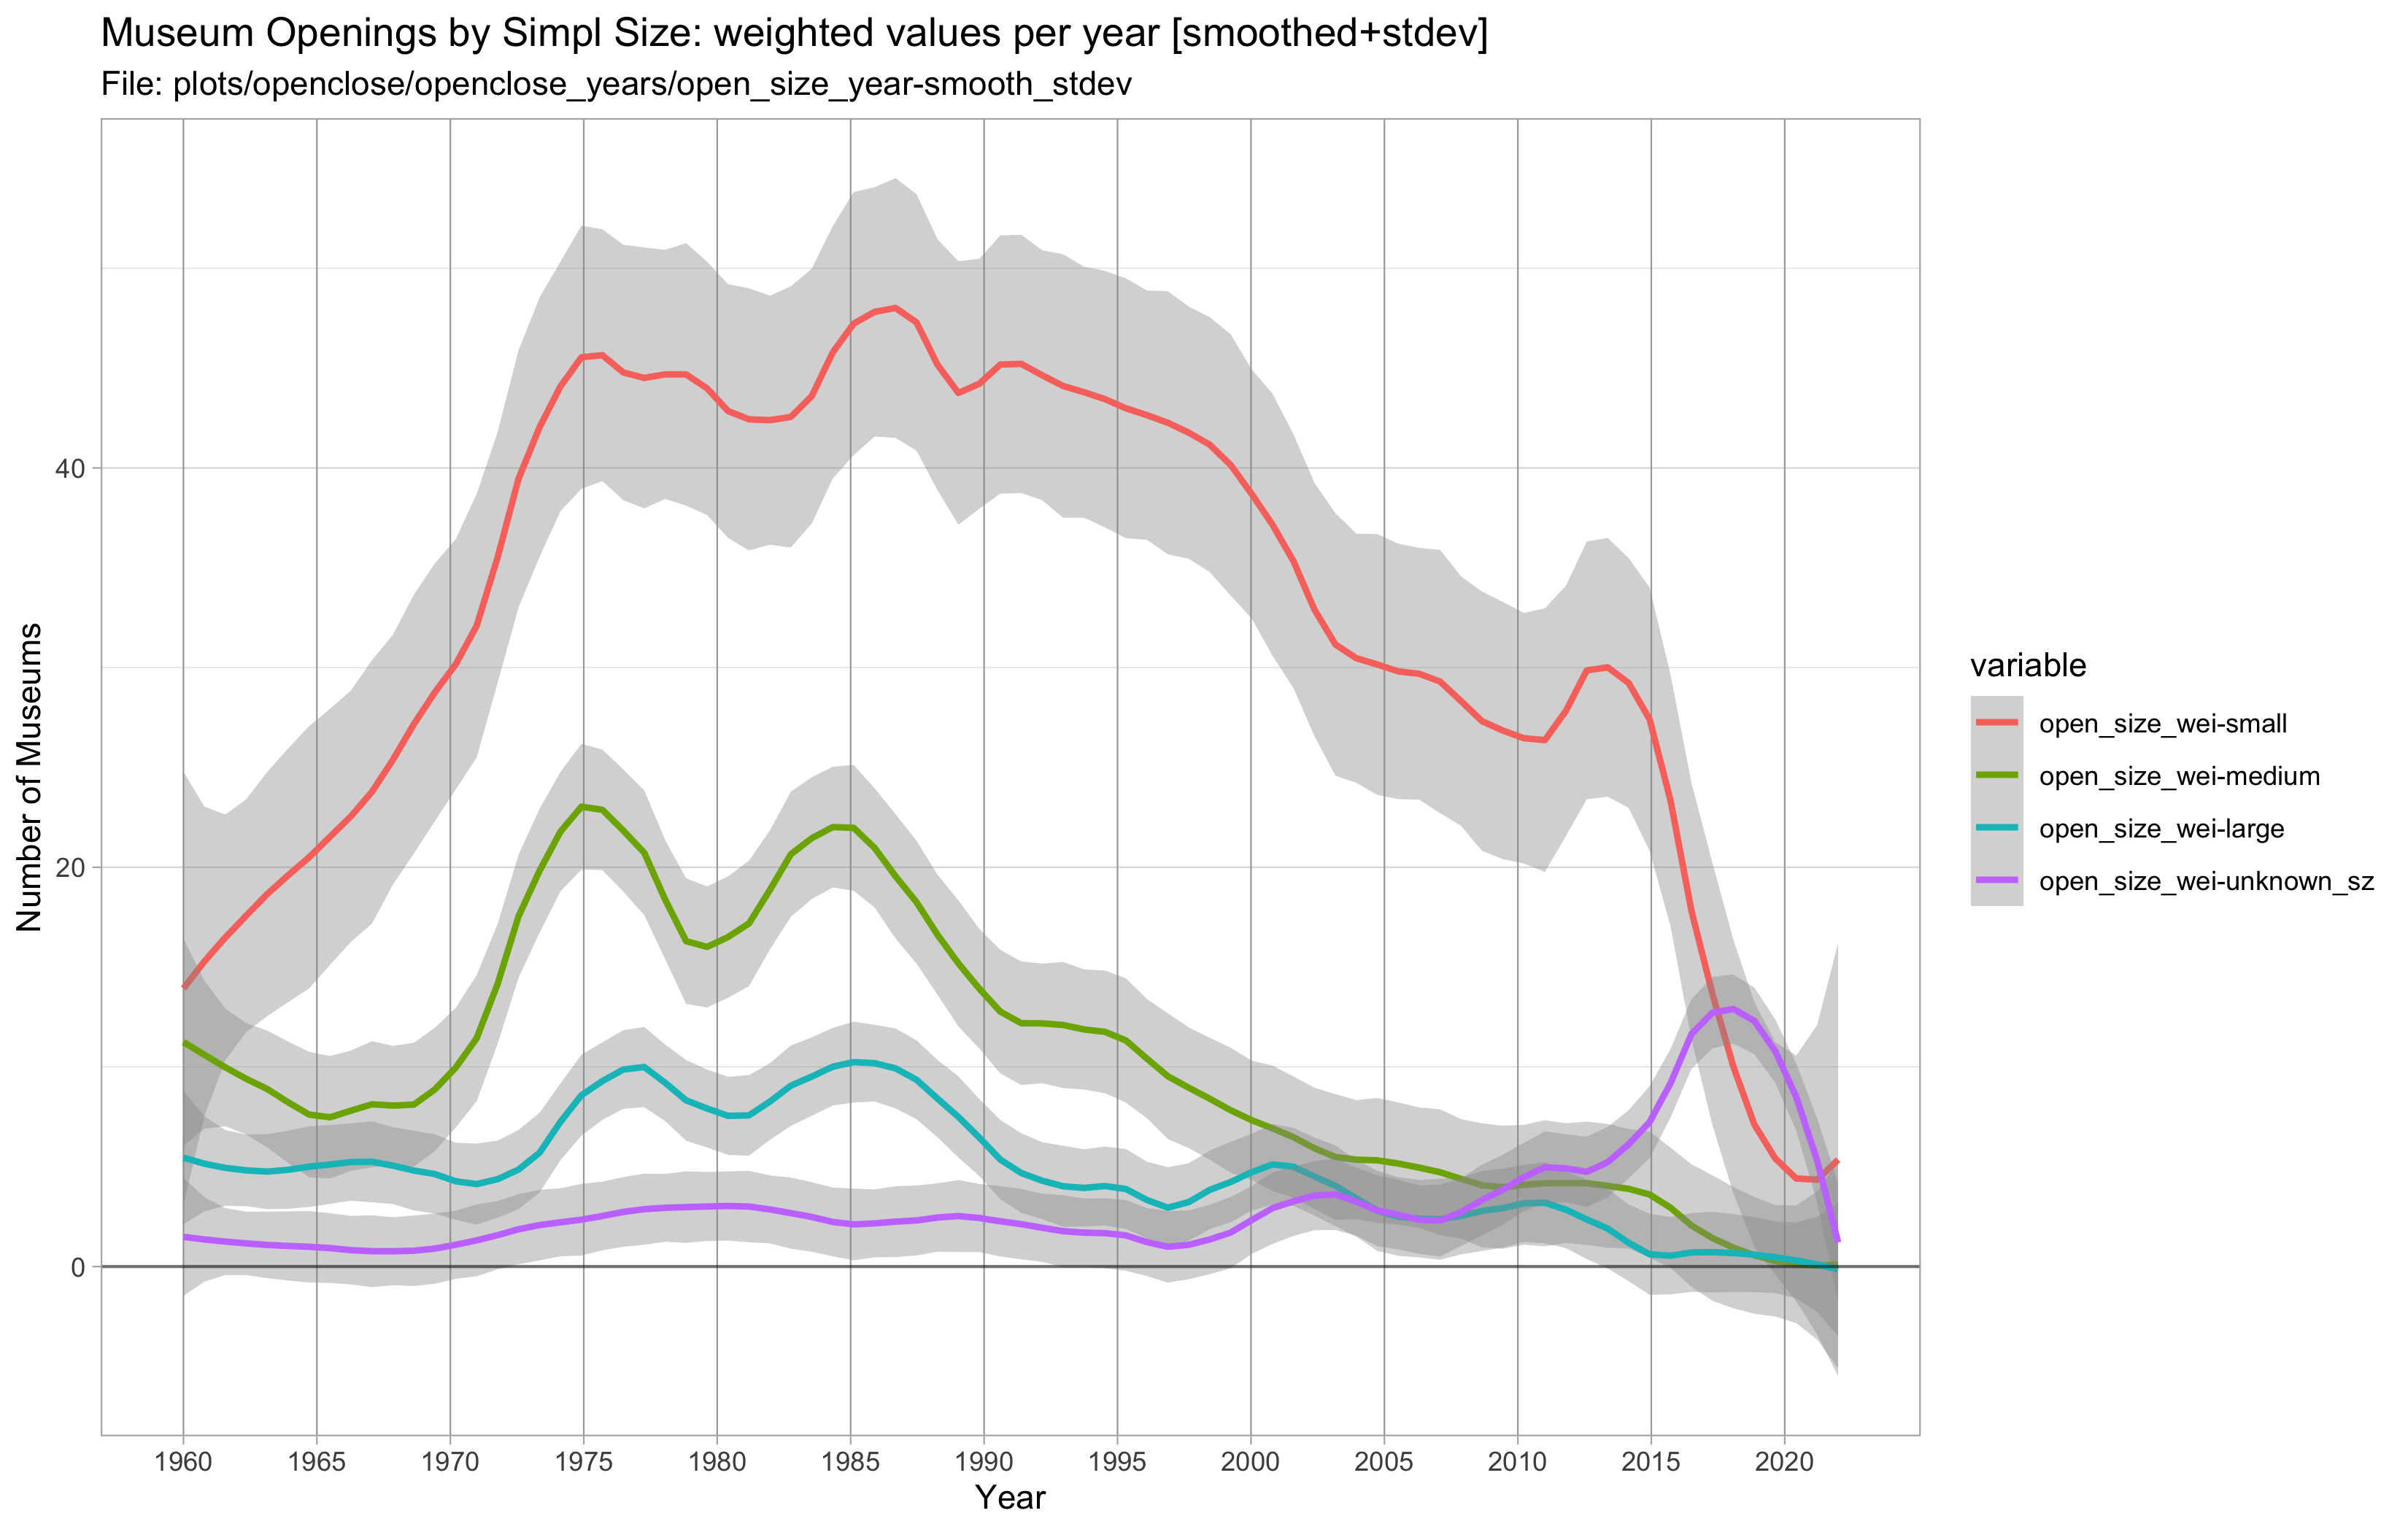 Museum Openings by Simpl Size: weighted values per year [smoothed+stdev]
File: plots/openclose/openclose_years/open_size_year-smooth_stdev
Number of Museums
40
20
0
1960 1965 1970 1975 1980 1985 1990 1995 2000 2005 2010 2015 2020
Year
variable
open_size_wei-small
open_size_wei-medium
open_size_wei-large
open_size_wei-unknown_sz